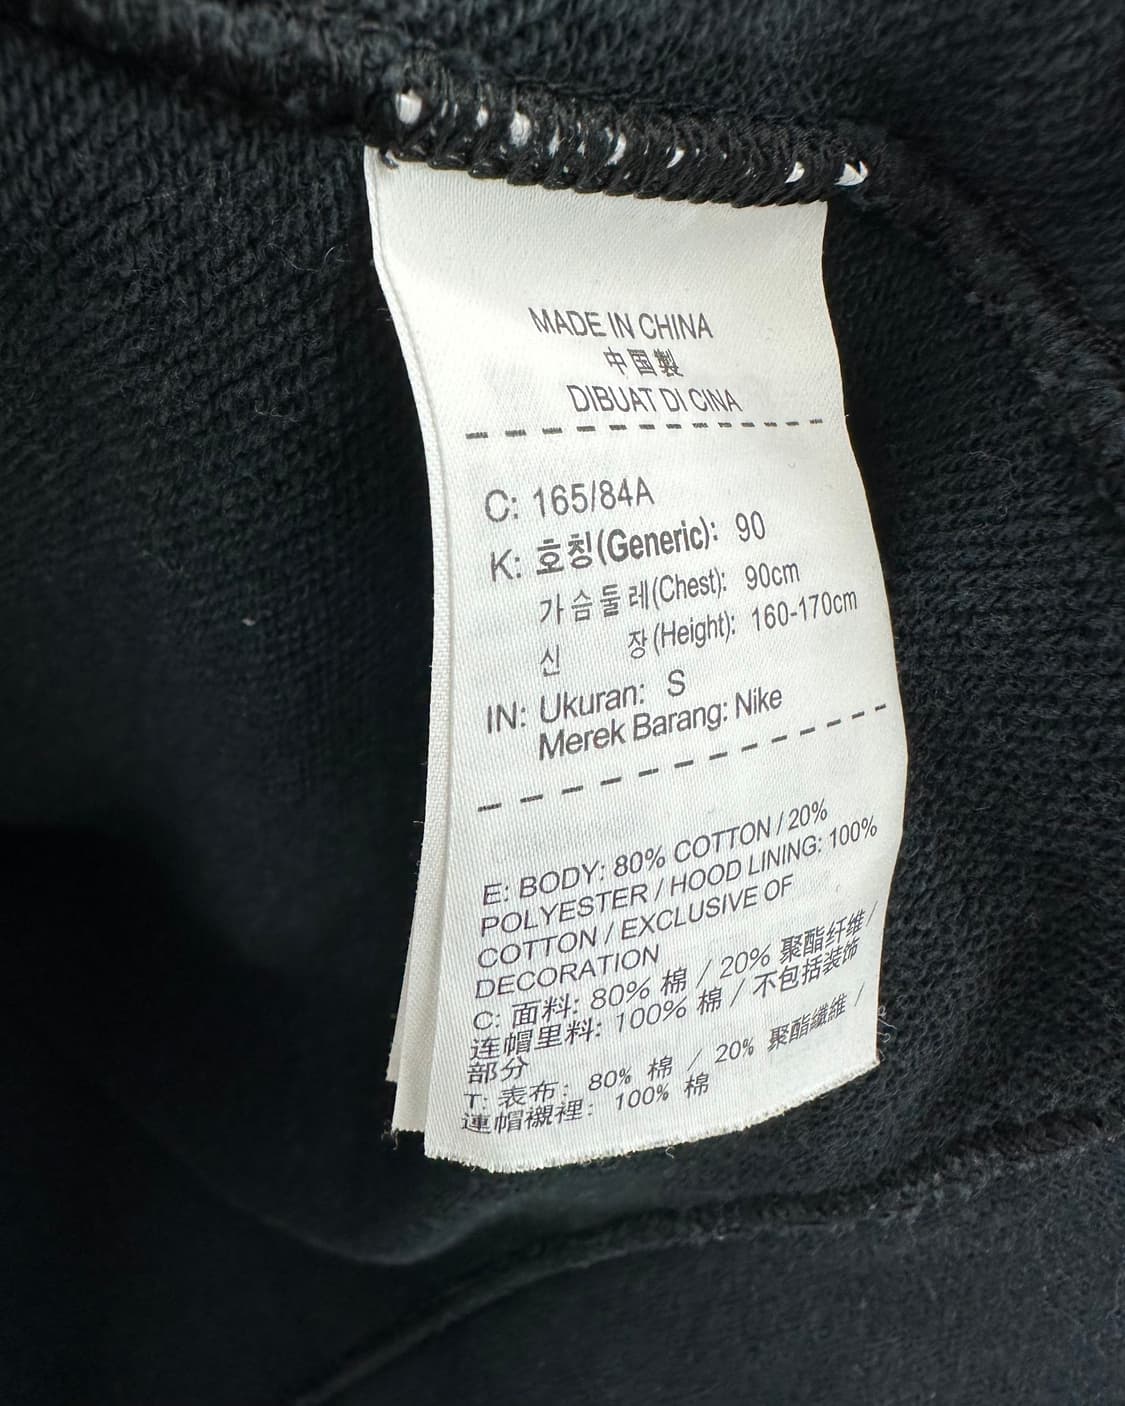 MADE IN CHINA
中国製
DIBUAT DI CINA
C: 165/84A
K: 호칭(Generic): 90
가슴둘레(Chest): 90cm
신 장(Height): 160-170cm
IN: Ukuran: S
Merek Barang: Nike
E: BODY: 80% COTTON / 20%
POLYESTER / HOOD LINING: 100%
COTTON / EXCLUSIVE OF
DECORATION
C: 面料: 80% 棉 / 20% 聚酯纤维 /
连帽里料: 100% 棉 / 不包括装饰
部分
T: 表布: 80% 棉 / 20% 聚酯纖維 /
連帽襯裡: 100% 棉